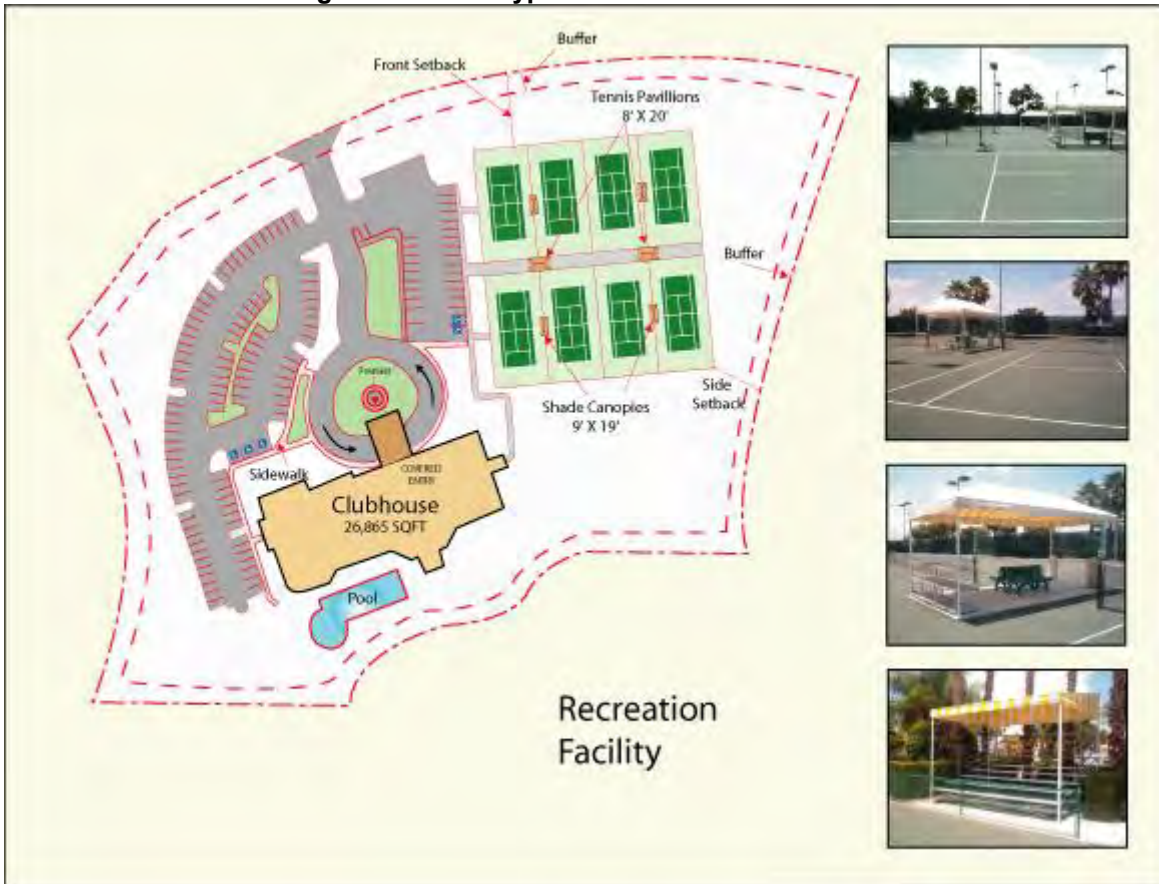 Buffer
Front Setback
Tennis Pavillions
8' X 20'
Buffer
Fountain
Side
Setback
Shade Canopies
9' X 19'
Sidewalk
COVERED
ENTRY
Clubhouse
26,865 SQFT
Pool
Recreation
Facility